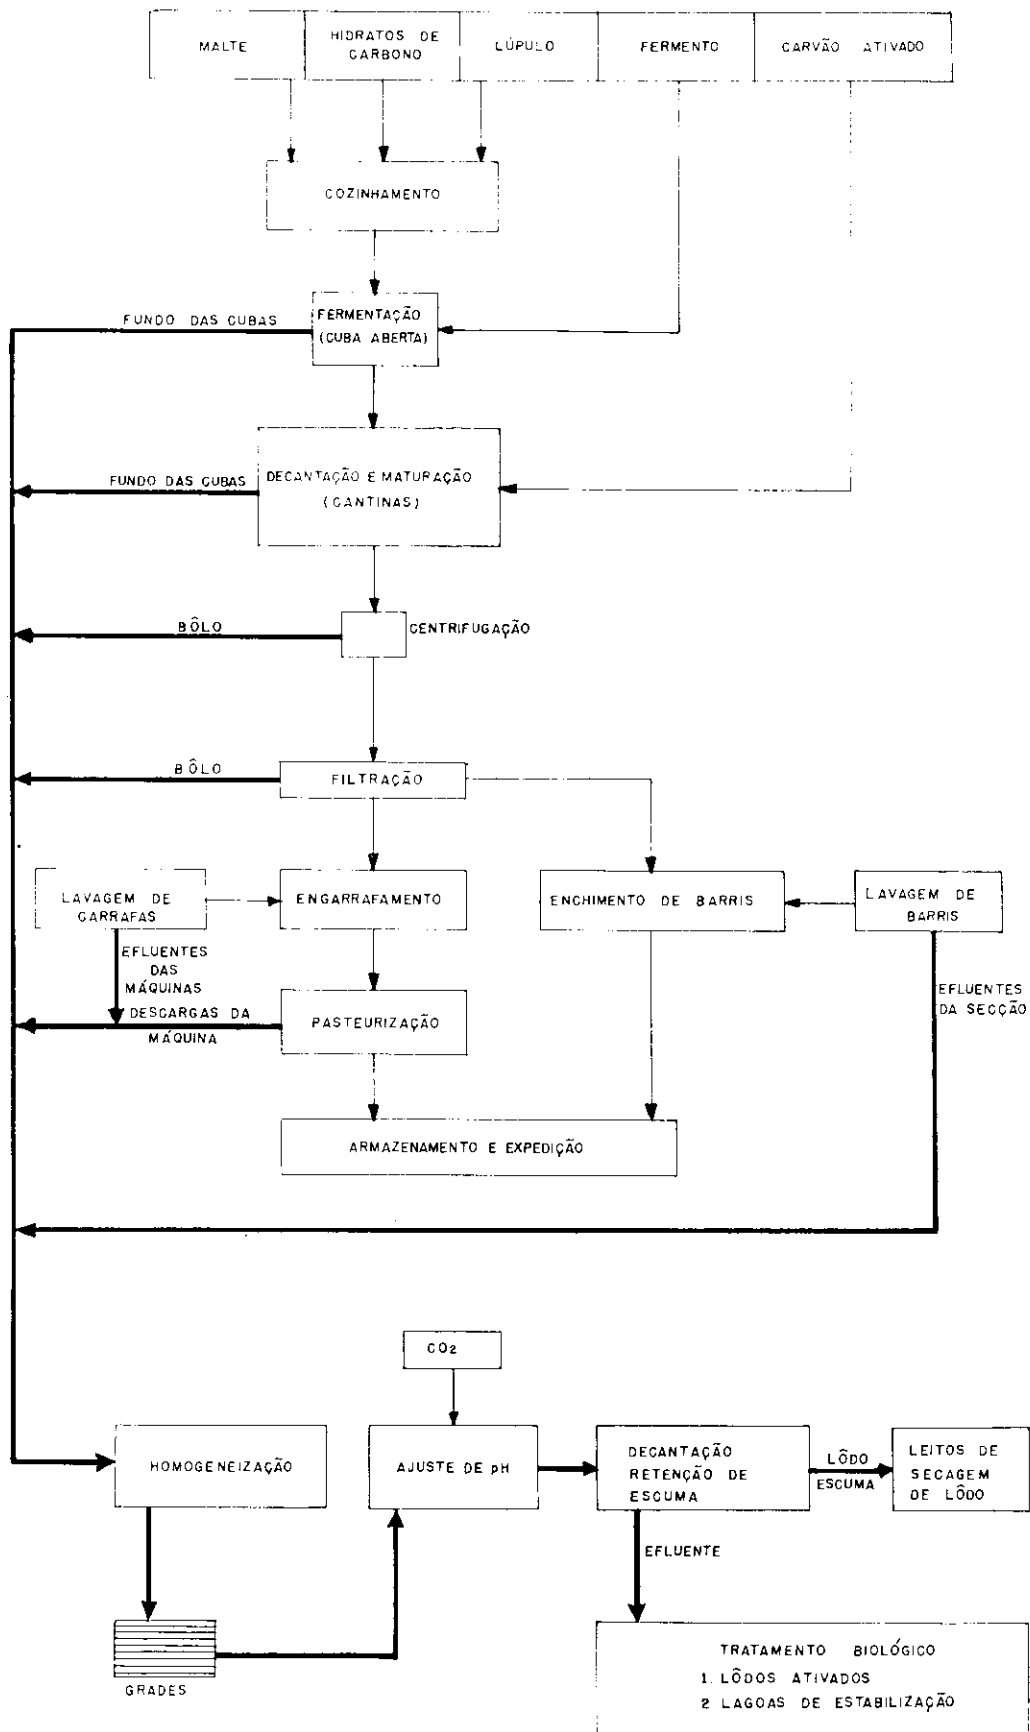 MALTE
HIDRATOS DE
CARBONO
LÚPULO
FERMENTO
CARVÃO ATIVADO
COZINHAMENTO
FERMENTAÇÃO
(CUBA ABERTA)
FUNDO DAS CUBAS
DECANTAÇÃO E MATURAÇÃO
(CANTINAS)
FUNDO DAS CUBAS
BÔLO
CENTRIFUGAÇÃO
BÔLO
FILTRAÇÃO
LAVAGEM DE
GARRAFAS
ENGARRAFAMENTO
ENCHIMENTO DE BARRIS
LAVAGEM DE
BARRIS
EFLUENTES
DAS
MÁQUINAS
DESCARGAS DA
MÁQUINA
PASTEURIZAÇÃO
EFLUENTES
DA SECÇÃO
ARMAZENAMENTO E EXPEDIÇÃO
CO2
HOMOGENEIZAÇÃO
AJUSTE DE pH
DECANTAÇÃO
RETENÇÃO DE
ESCUMA
LÔDO
ESCUMA
LEITOS DE
SECAGEM
DE LÔDO
EFLUENTE
GRADES
TRATAMENTO BIOLÓGICO
1. LÔDOS ATIVADOS
2 LAGOAS DE ESTABILIZAÇÃO